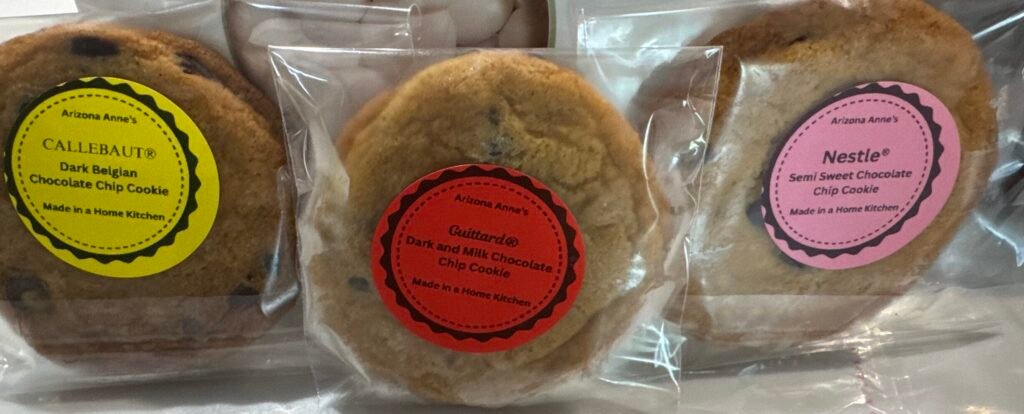 Arizona Anne's
CALLEBAUT®
Dark Belgian
Chocolate Chip Cookie
Made in a Home Kitchen
Arizona Anne's
Guittard®
Dark and Milk Chocolate
Chip Cookie
Made in a Home Kitchen
Arizona Anne's
Nestle®
Semi Sweet Chocolate
Chip Cookie
Made in a Home Kitchen